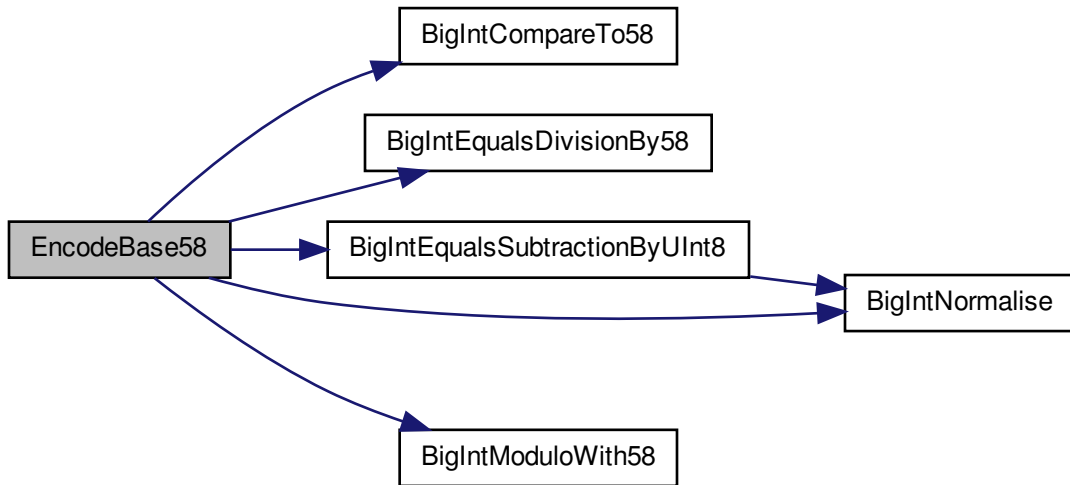 BigIntCompareTo58
BigIntEqualsDivisionBy58
EncodeBase58
BigIntEqualsSubtractionByUInt8
BigIntNormalise
BigIntModuloWith58